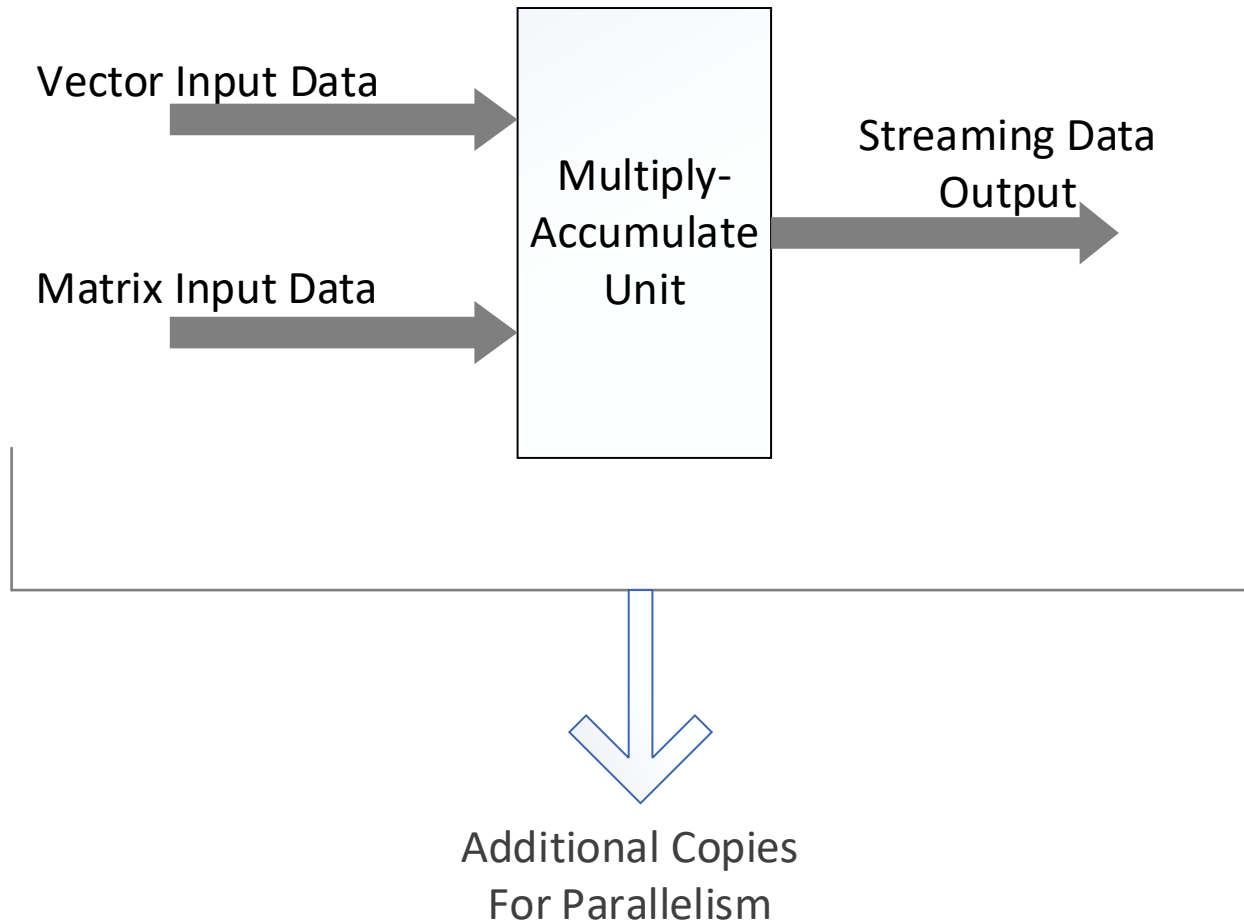 Vector Input Data
Matrix Input Data
Multiply-
Accumulate
Unit
Streaming Data
Output
Additional Copies
For Parallelism